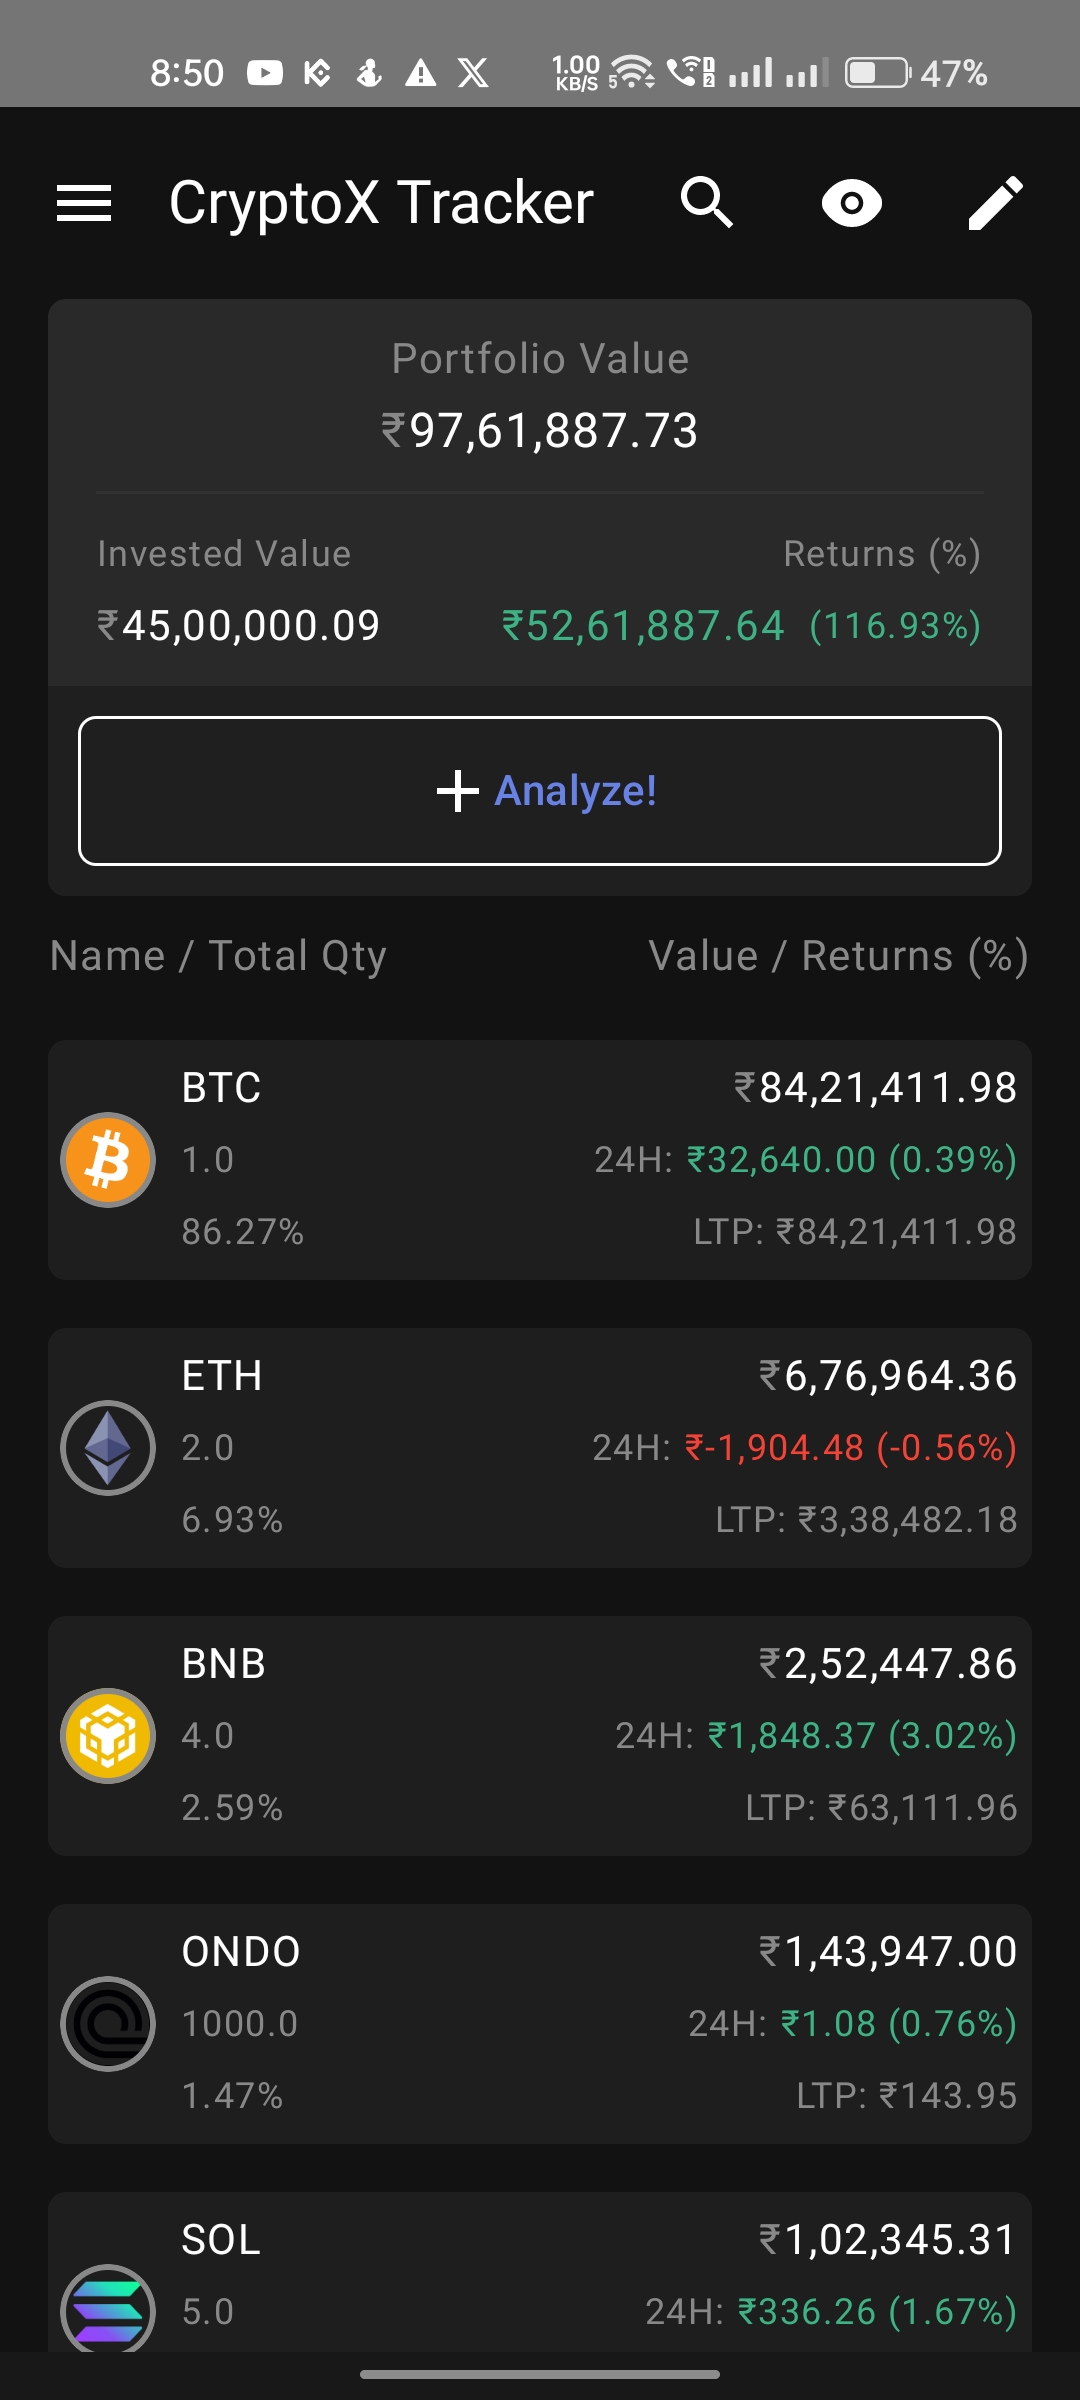 8:50 1.00 KB/S 5 47%
CryptoX Tracker
Portfolio Value
₹97,61,887.73
Invested Value Returns (%)
₹45,00,000.09 ₹52,61,887.64 (116.93%)
Analyze!
Name / Total Qty Value / Returns (%)
BTC ₹84,21,411.98
1.0 24H: ₹32,640.00 (0.39%)
86.27% LTP: ₹84,21,411.98
ETH ₹6,76,964.36
2.0 24H: ₹-1,904.48 (-0.56%)
6.93% LTP: ₹3,38,482.18
BNB ₹2,52,447.86
4.0 24H: ₹1,848.37 (3.02%)
2.59% LTP: ₹63,111.96
ONDO ₹1,43,947.00
1000.0 24H: ₹1.08 (0.76%)
1.47% LTP: ₹143.95
SOL ₹1,02,345.31
5.0 24H: ₹336.26 (1.67%)